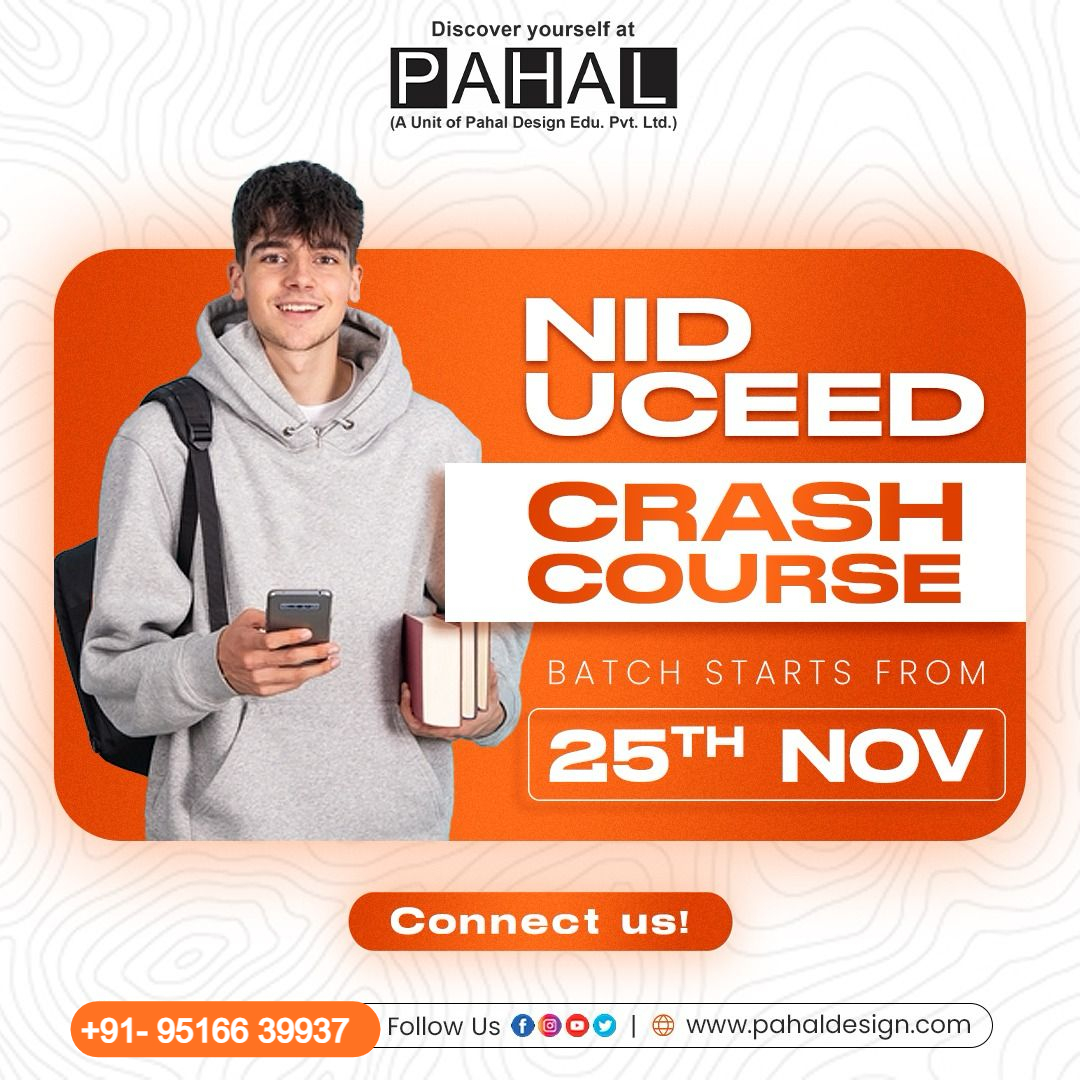 Discover yourself at
PAHAL
(A Unit of Pahal Design Edu. Pvt. Ltd.)
NID
UCEED
CRASH
COURSE
BATCH STARTS FROM
25TH NOV
Connect us!
+91- 95166 39937 Follow Us | www.pahaldesign.com